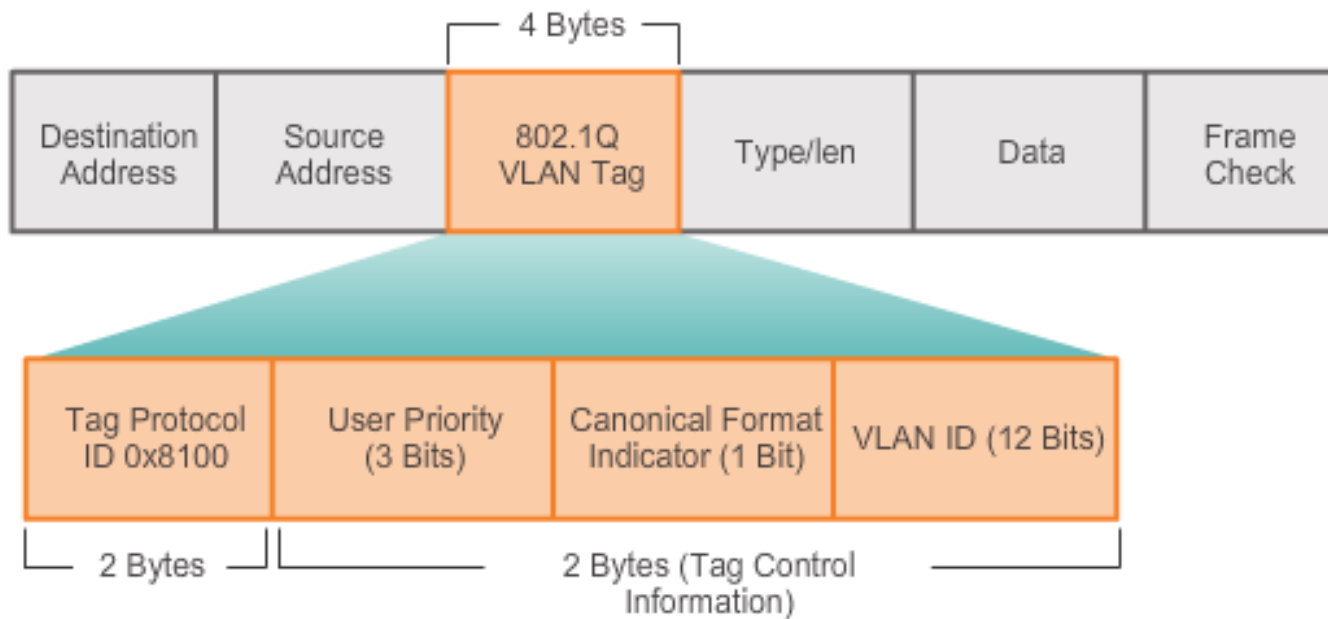 4 Bytes
Destination
Address
Source
Address
802.1Q
VLAN Tag
Type/len
Data
Frame
Check
Tag Protocol
ID 0x8100
User Priority
(3 Bits)
Canonical Format
Indicator (1 Bit)
VLAN ID (12 Bits)
2 Bytes
2 Bytes (Tag Control
Information)